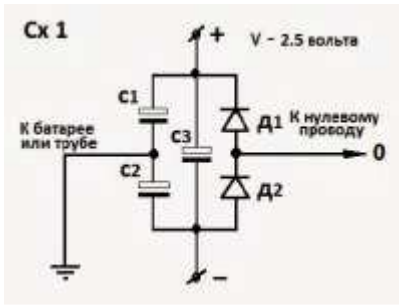 Сх 1
+
V - 2.5 вольта
С1
К батарее
или трубе
С3
Д1
К нулевому
проводу
0
С2
Д2
-